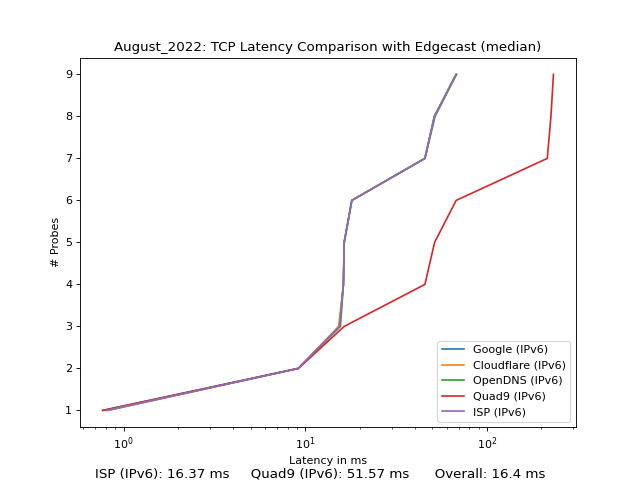 August_2022: TCP Latency Comparison with Edgecast (median)
9
8
7
6
5
4
3
2
1
# Probes
Google (IPv6)
Cloudflare (IPv6)
OpenDNS (IPv6)
Quad9 (IPv6)
ISP (IPv6)
10⁰ 10¹ 10²
Latency in ms
ISP (IPv6): 16.37 ms Quad9 (IPv6): 51.57 ms Overall: 16.4 ms